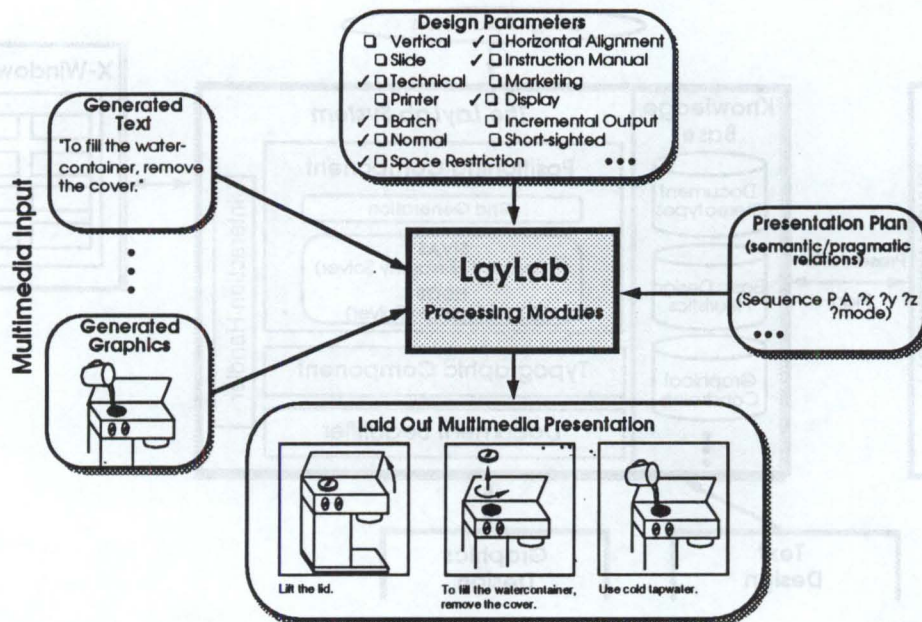 Design Parameters
❏ Vertical ✓ ❏ Horizontal Alignment
❏ Slide ✓ ❏ Instruction Manual
✓ ❏ Technical ❏ Marketing
❏ Printer ✓ ❏ Display
✓ ❏ Batch ❏ Incremental Output
✓ ❏ Normal ❏ Short-sighted
✓ ❏ Space Restriction •••
Multimedia Input
Generated
Text
"To fill the water-
container, remove
the cover."
Generated
Graphics
LayLab
Processing Modules
Presentation Plan
(semantic/pragmatic
relations)
(Sequence P A ?x ?y ?z
?mode)
•••
Laid Out Multimedia Presentation
Lift the lid.
To fill the watercontainer,
remove the cover.
Use cold tapwater.